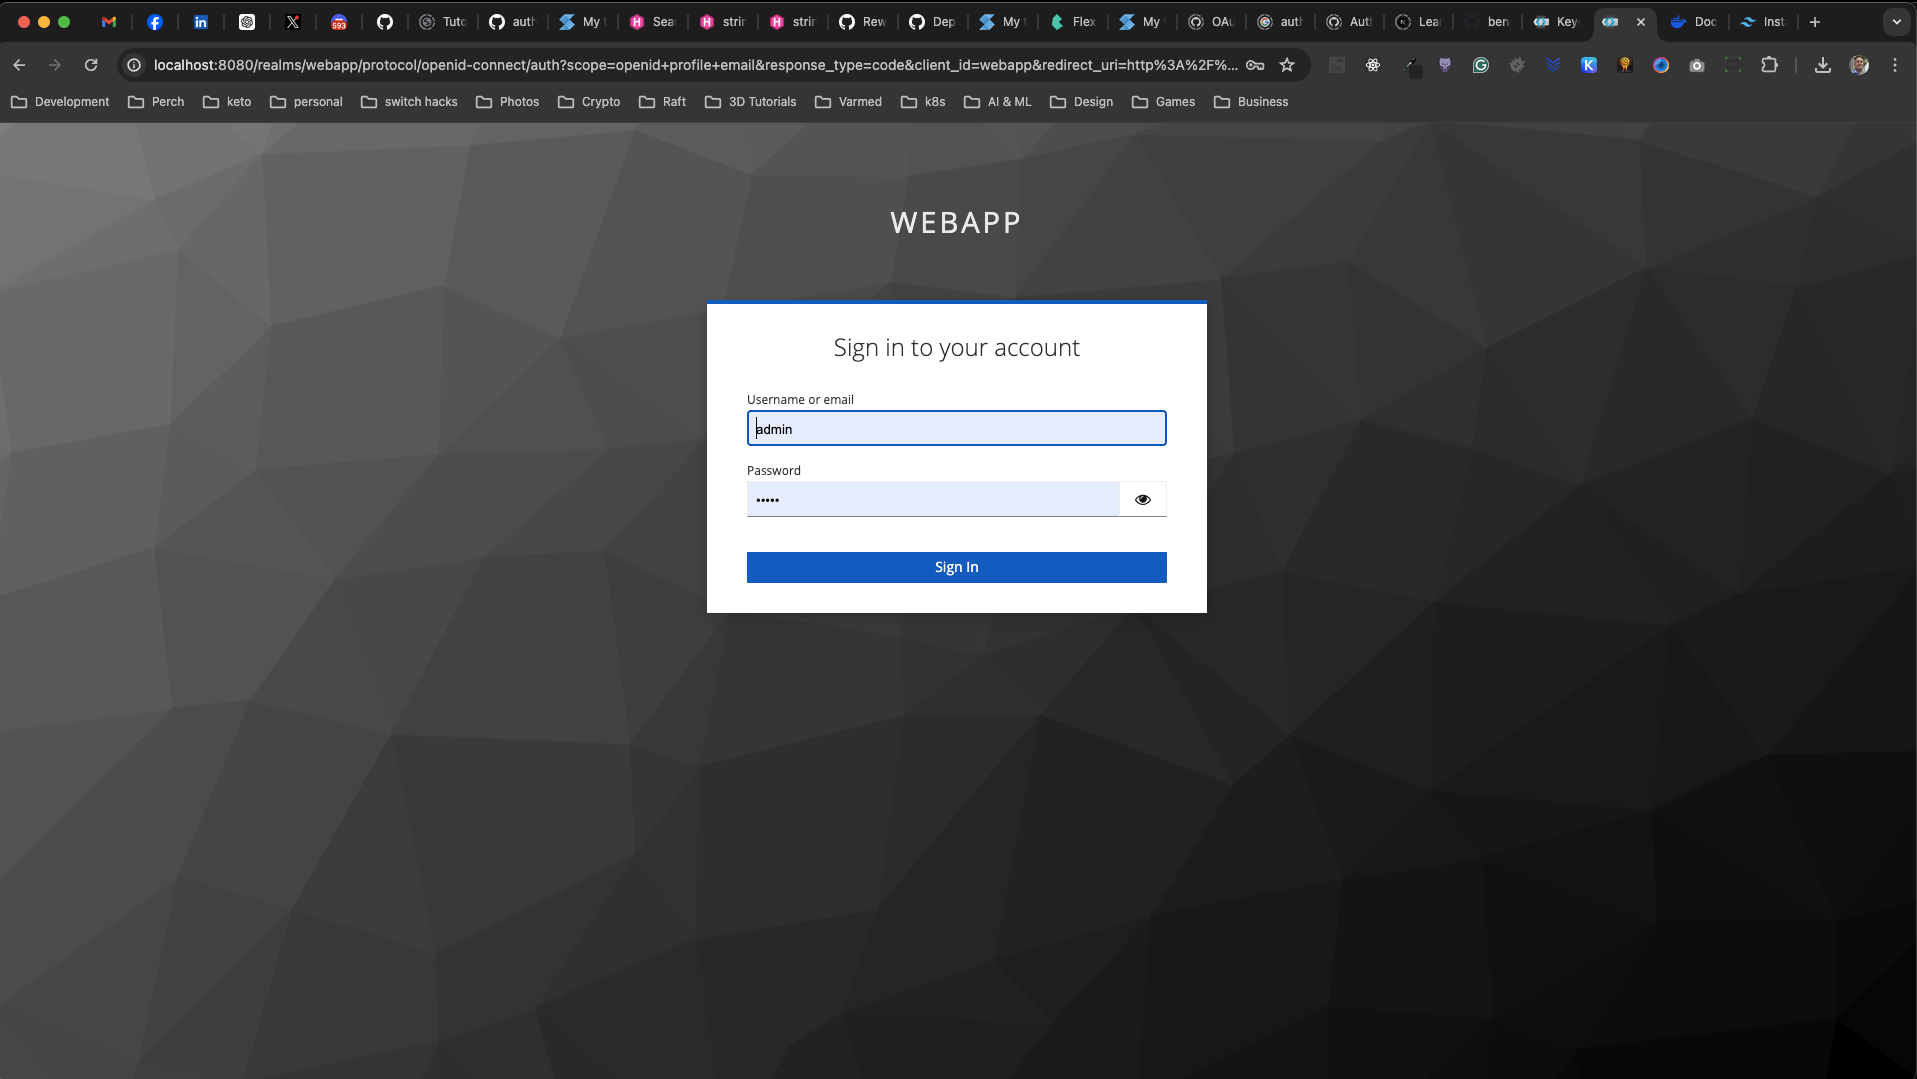 593
Tuto
auth
My t
Sea
strin
strin
Rew
Dep
My t
Flex
My t
OAu
auth
Auth
Lear
ben
Key
Doc
Inst
localhost:8080/realms/webapp/protocol/openid-connect/auth?scope=openid+profile+email&response_type=code&client_id=webapp&redirect_uri=http%3A%2F%...
Development Perch keto personal switch hacks Photos Crypto Raft 3D Tutorials Varmed k8s AI & ML Design Games Business
WEBAPP
Sign in to your account
Username or email
admin
Password
•••••
Sign In